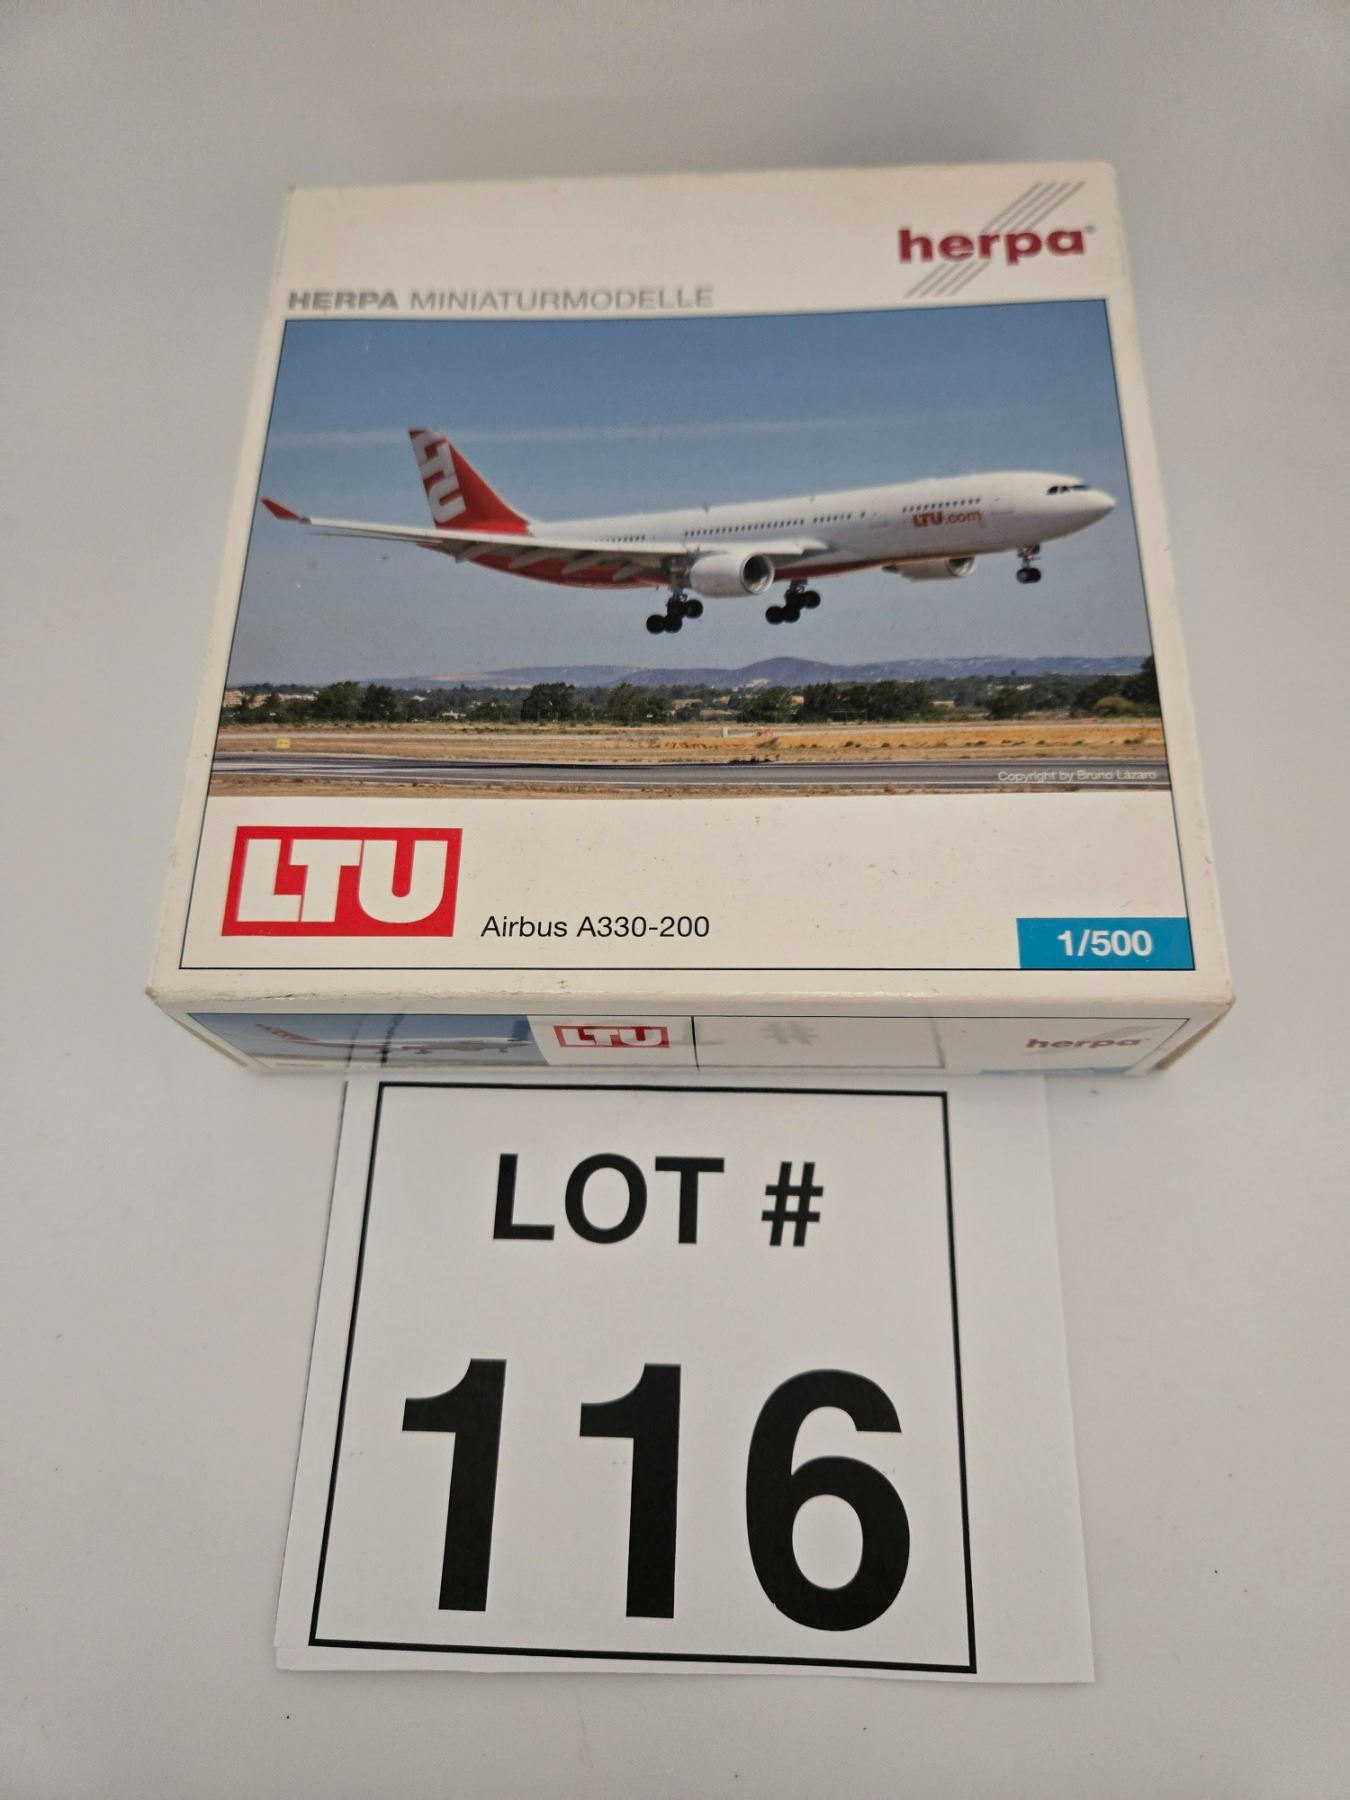 herpa®
HERPA MINIATURMODELLE
LTU
LTU.com
Copyright by Bruno Lázaro
LTU
Airbus A330-200
1/500
LTU
herpa
LOT #
116